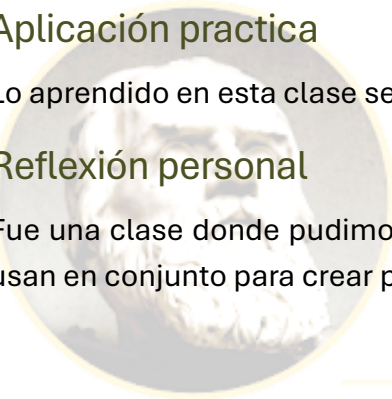 Aplicación practica
Lo aprendido en esta clase se
Reflexión personal
Fue una clase donde pudimo
usan en conjunto para crear p